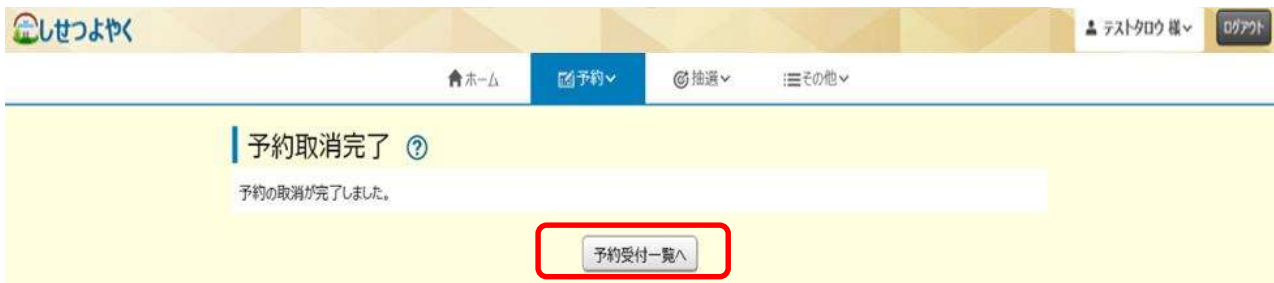 しせつよやく
テストタロウ 様
ログアウト
ホーム 予約 抽選 その他
予約取消完了 ?
予約の取消が完了しました。
予約受付一覧へ